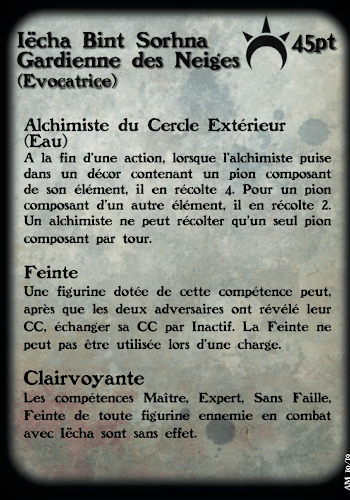 Iëcha Bint Sorhna
Gardienne des Neiges
45pt
(Evocatrice)
Alchimiste du Cercle Extérieur
(Eau)
A la fin d'une action, lorsque l'alchimiste puise
dans un décor contenant un pion composant
de son élément, il en récolte 4. Pour un pion
composant d'un autre élément, il en récolte 2.
Un alchimiste ne peut récolter qu'un seul pion
composant par tour.
Feinte
Une figurine dotée de cette compétence peut,
après que les deux adversaires ont révélé leur
CC, échanger sa CC par Inactif. La Feinte ne
peut pas être utilisée lors d'une charge.
Clairvoyante
Les compétences Maître, Expert, Sans Faille,
Feinte de toute figurine ennemie en combat
avec Iëcha sont sans effet.